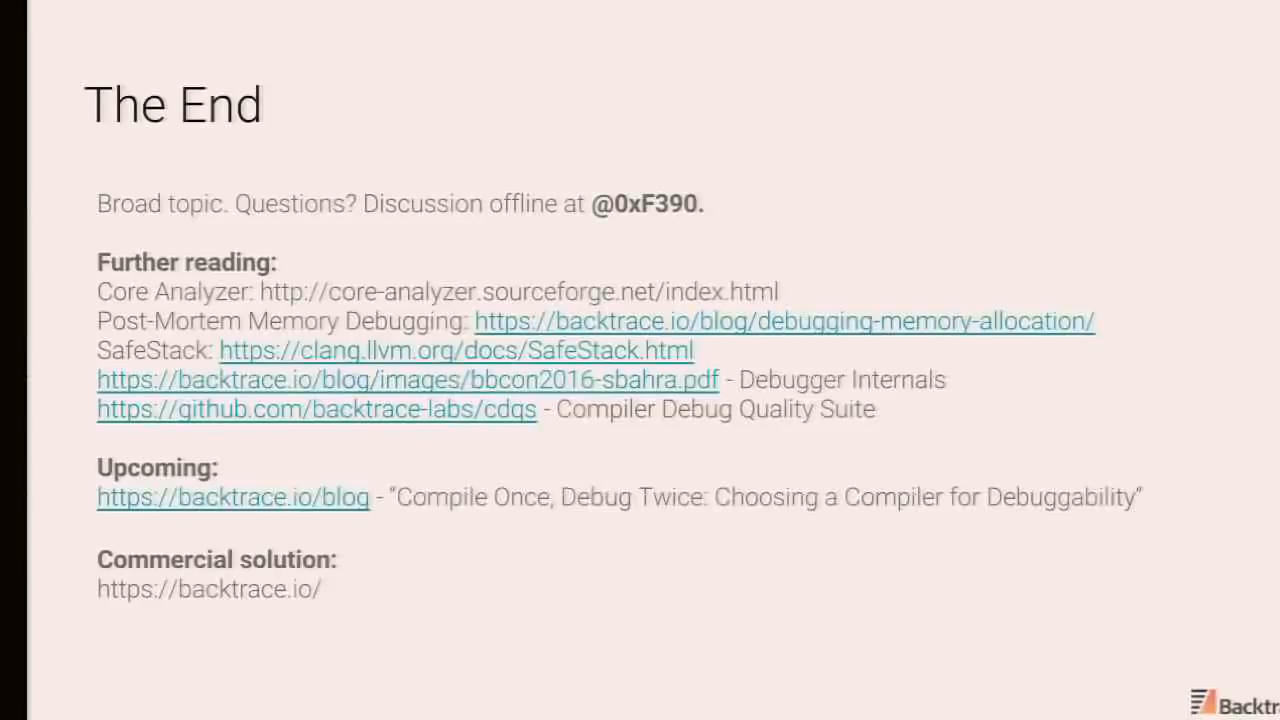 The End
Broad topic. Questions? Discussion offline at @0xF390.
Further reading:
Core Analyzer: http://core-analyzer.sourceforge.net/index.html
Post-Mortem Memory Debugging: https://backtrace.io/blog/debugging-memory-allocation/
SafeStack: https://clang.llvm.org/docs/SafeStack.html
https://backtrace.io/blog/images/bbcon2016-sbahra.pdf - Debugger Internals
https://github.com/backtrace-labs/cdqs - Compiler Debug Quality Suite
Upcoming:
https://backtrace.io/blog - “Compile Once, Debug Twice: Choosing a Compiler for Debuggability”
Commercial solution:
https://backtrace.io/
Backtr